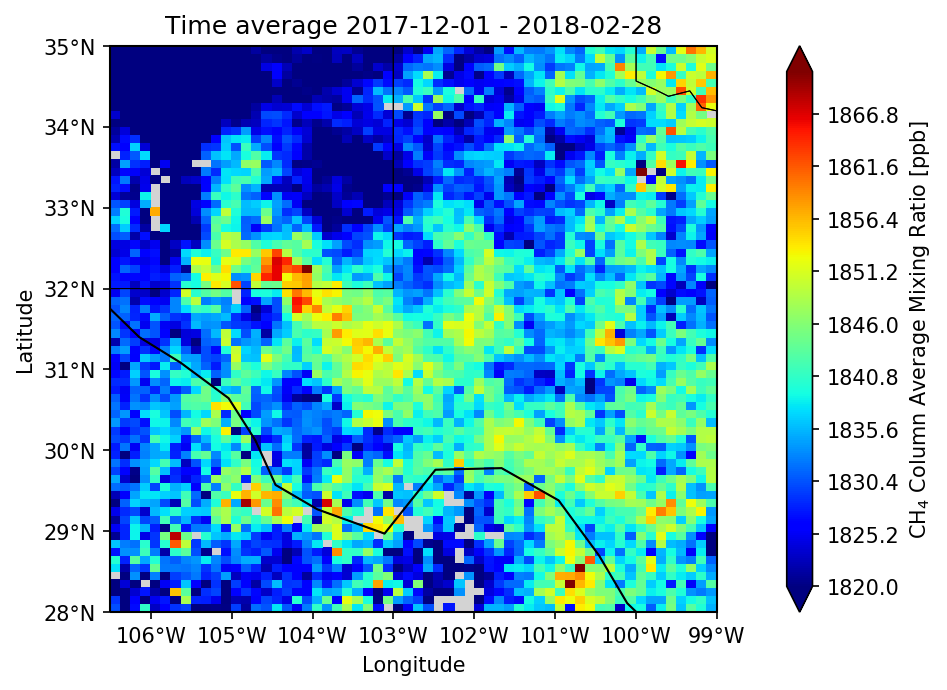 Time average 2017-12-01 - 2018-02-28
35°N
34°N
33°N
32°N
31°N
30°N
29°N
28°N
Latitude
106°W 105°W 104°W 103°W 102°W 101°W 100°W 99°W
Longitude
1866.8
1861.6
1856.4
1851.2
1846.0
1840.8
1835.6
1830.4
1825.2
1820.0
CH₄ Column Average Mixing Ratio [ppb]